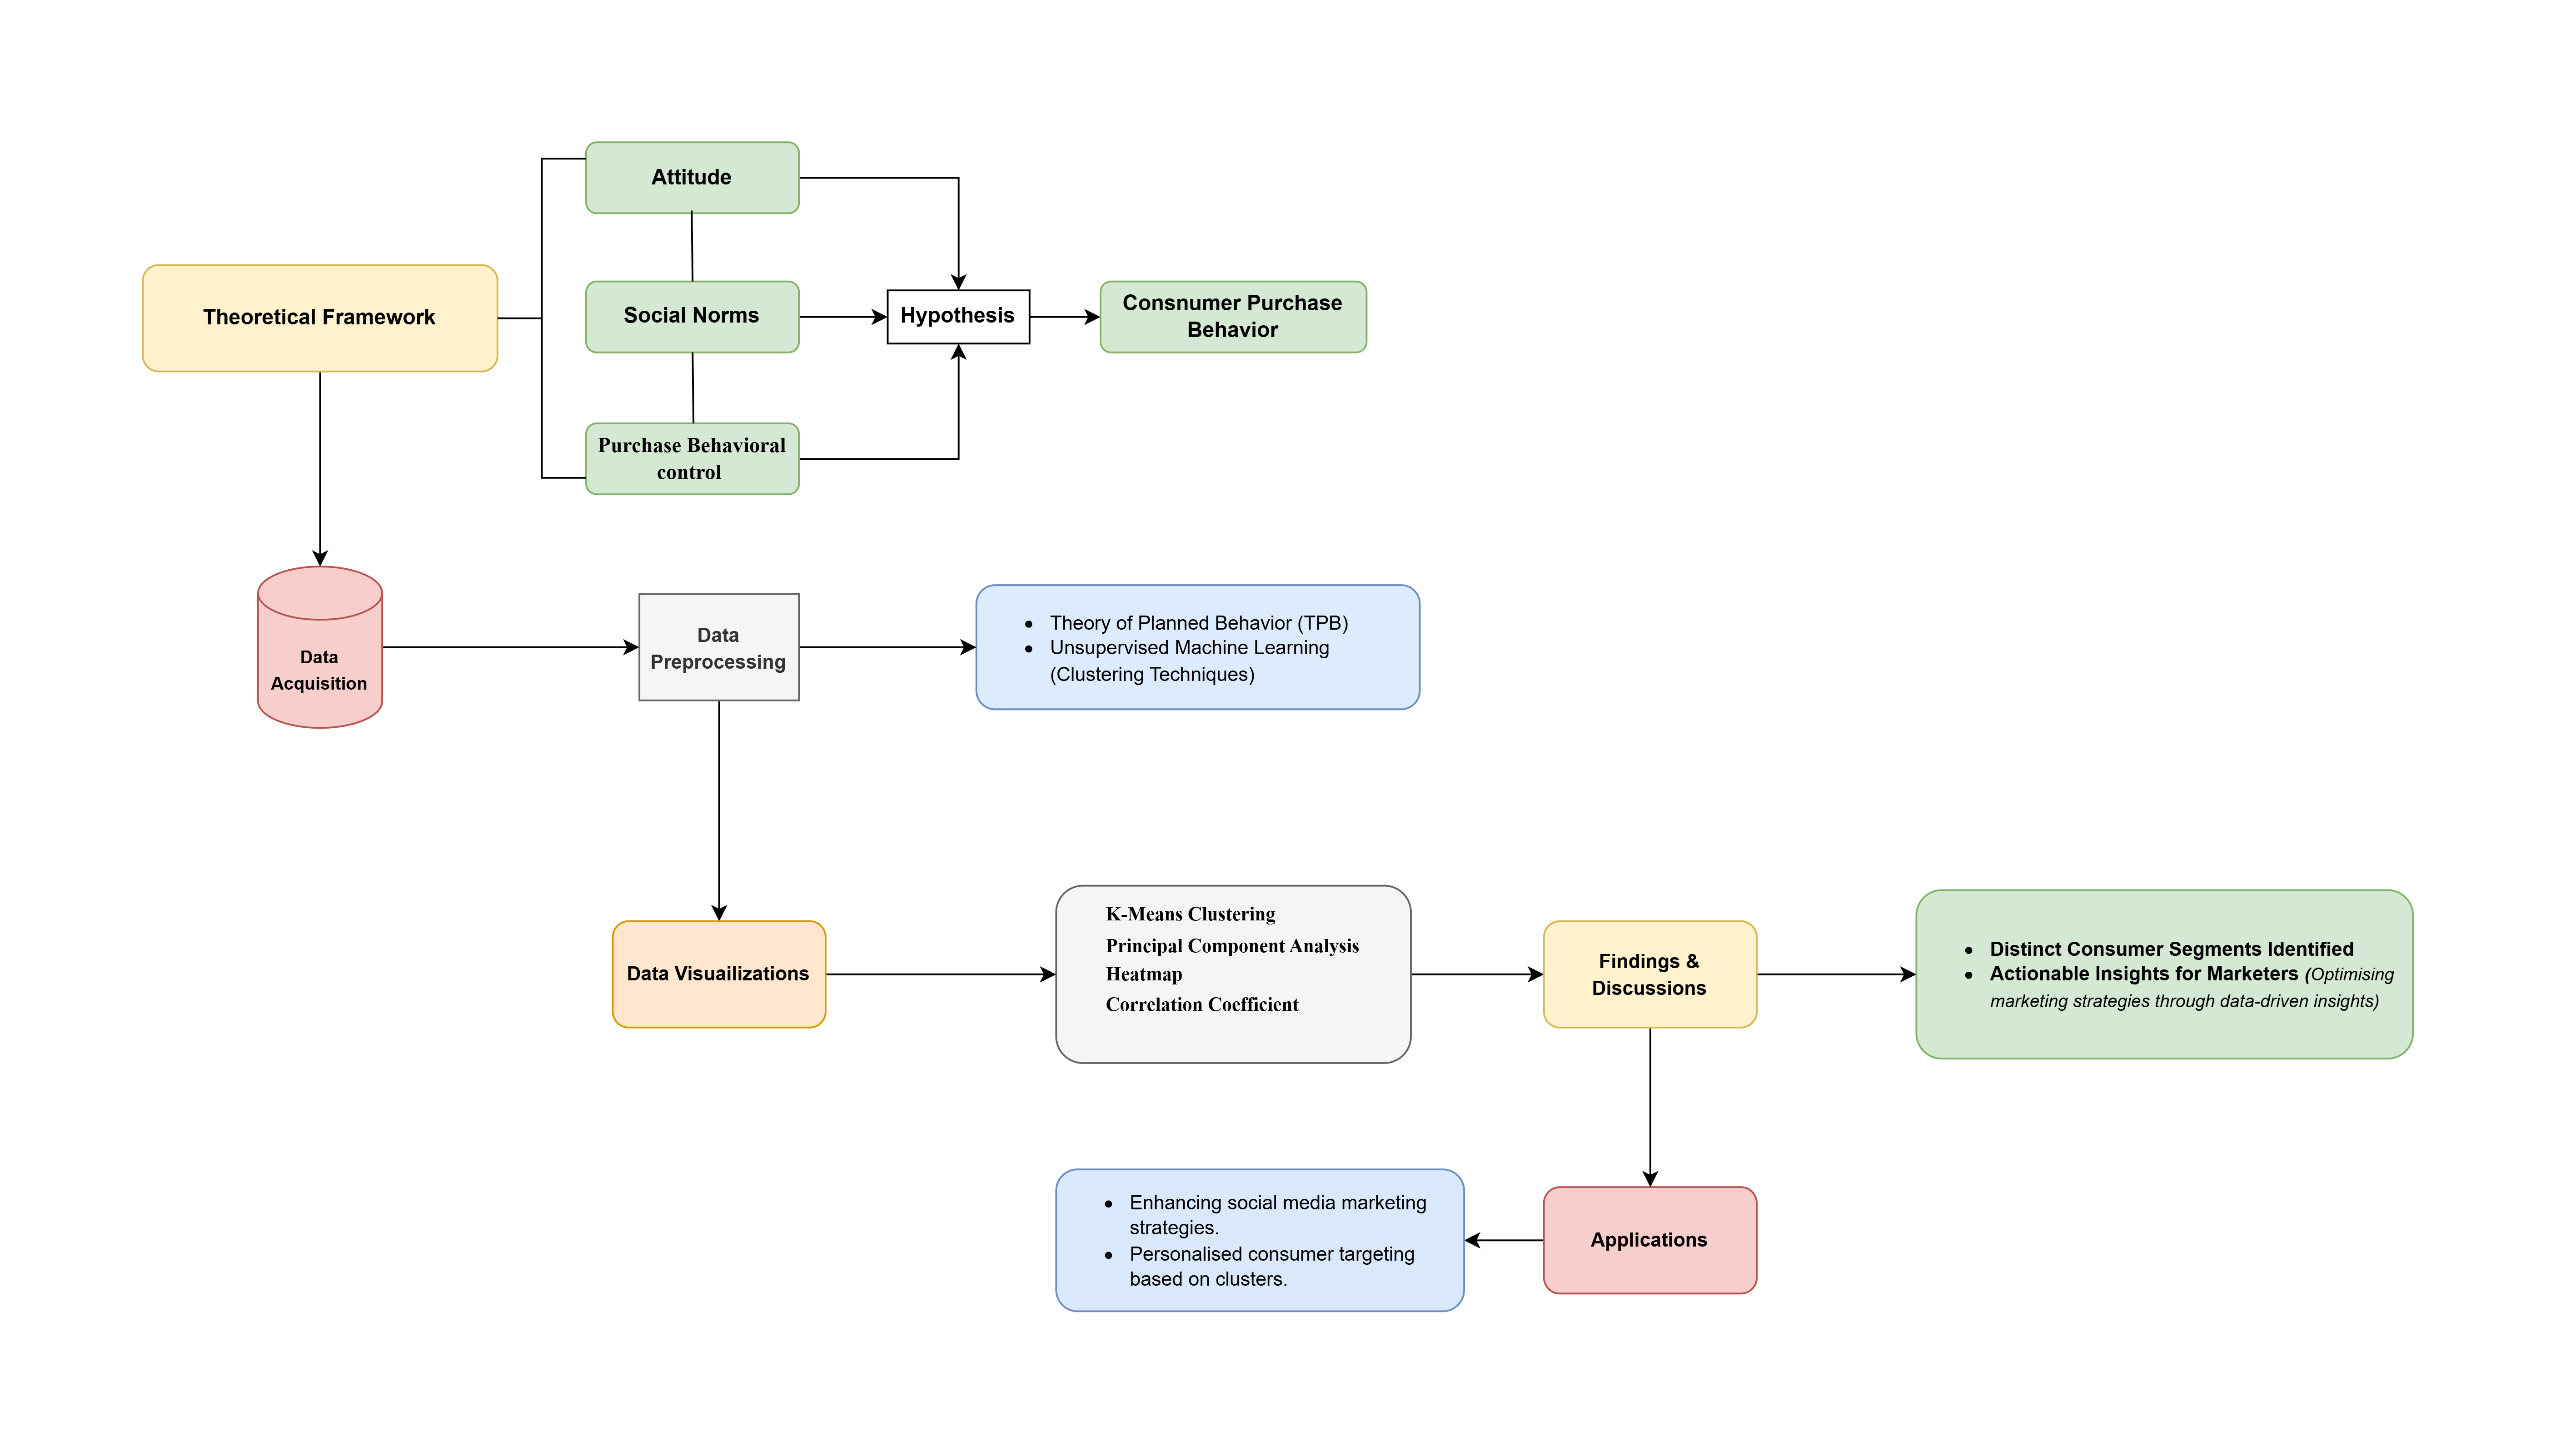 Attitude
Theoretical Framework
Social Norms
Hypothesis
Consnumer Purchase
Behavior
Purchase Behavioral
control
Data
Acquisition
Data
Preprocessing
• Theory of Planned Behavior (TPB)
• Unsupervised Machine Learning
(Clustering Techniques)
Data Visuailizations
K-Means Clustering
Principal Component Analysis
Heatmap
Correlation Coefficient
Findings &
Discussions
• Distinct Consumer Segments Identified
• Actionable Insights for Marketers (Optimising
marketing strategies through data-driven insights)
• Enhancing social media marketing
strategies.
• Personalised consumer targeting
based on clusters.
Applications